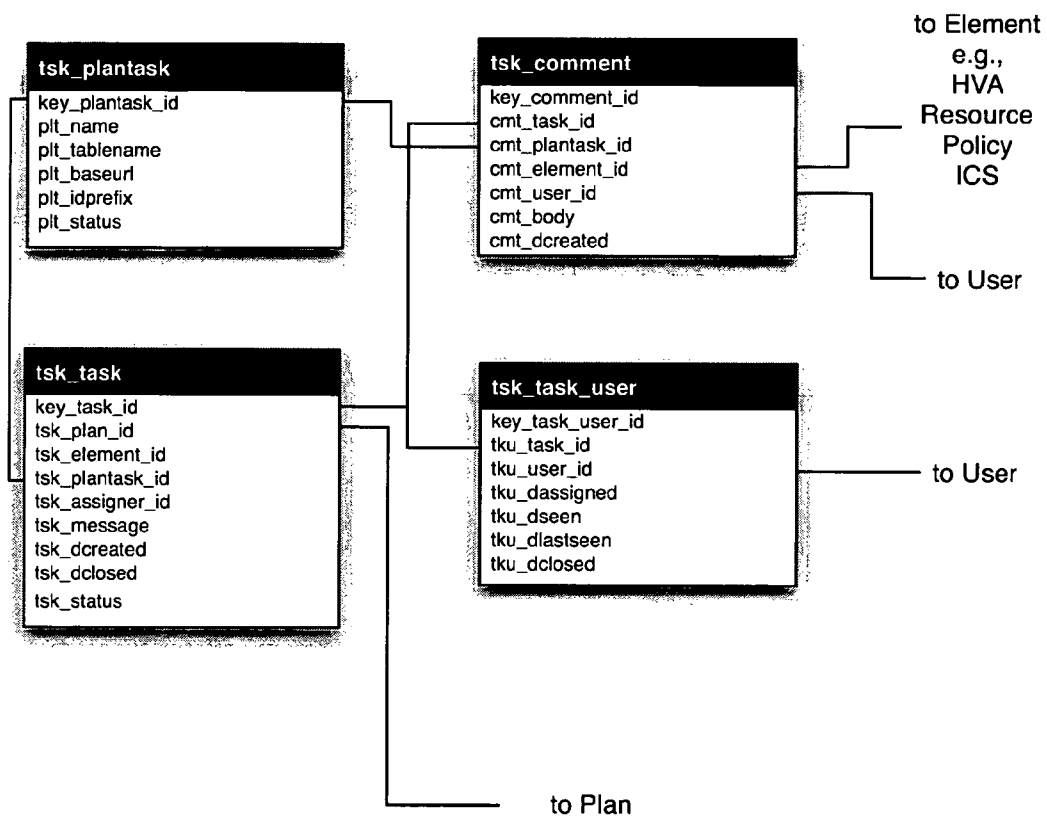 tsk_plantask
key_plantask_id
plt_name
plt_tablename
plt_baseurl
plt_idprefix
plt_status
tsk_comment
key_comment_id
cmt_task_id
cmt_plantask_id
cmt_element_id
cmt_user_id
cmt_body
cmt_dcreated
to Element
e.g.,
HVA
Resource
Policy
ICS
to User
tsk_task
key_task_id
tsk_plan_id
tsk_element_id
tsk_plantask_id
tsk_assigner_id
tsk_message
tsk_dcreated
tsk_dclosed
tsk_status
tsk_task_user
key_task_user_id
tku_task_id
tku_user_id
tku_dassigned
tku_dseen
tku_dlastseen
tku_dclosed
to User
to Plan